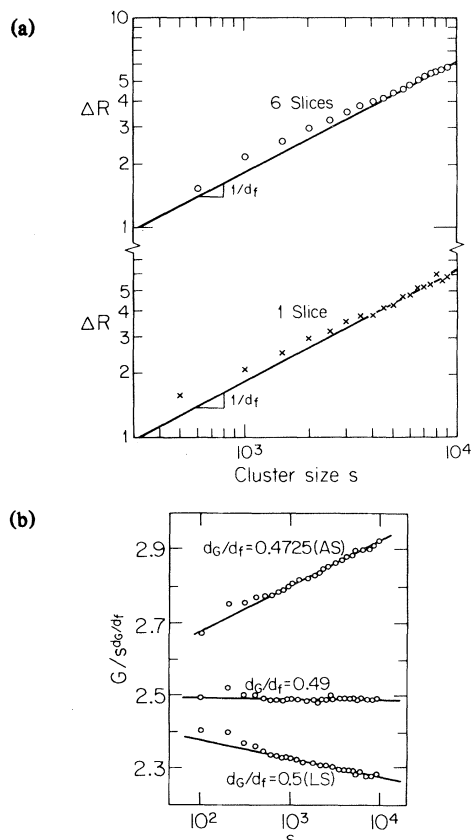 (a)
10
5
4
ΔR
3
2
1
6 Slices
1/d_f
5
4
ΔR
3
2
1
1 Slice
1/d_f
10^3
10^4
Cluster size s
(b)
G/s^{d_G/d_f}
2.9
2.7
2.5
2.3
d_G/d_f=0.4725(AS)
d_G/d_f=0.49
d_G/d_f=0.5(LS)
10^2
10^3
10^4
s